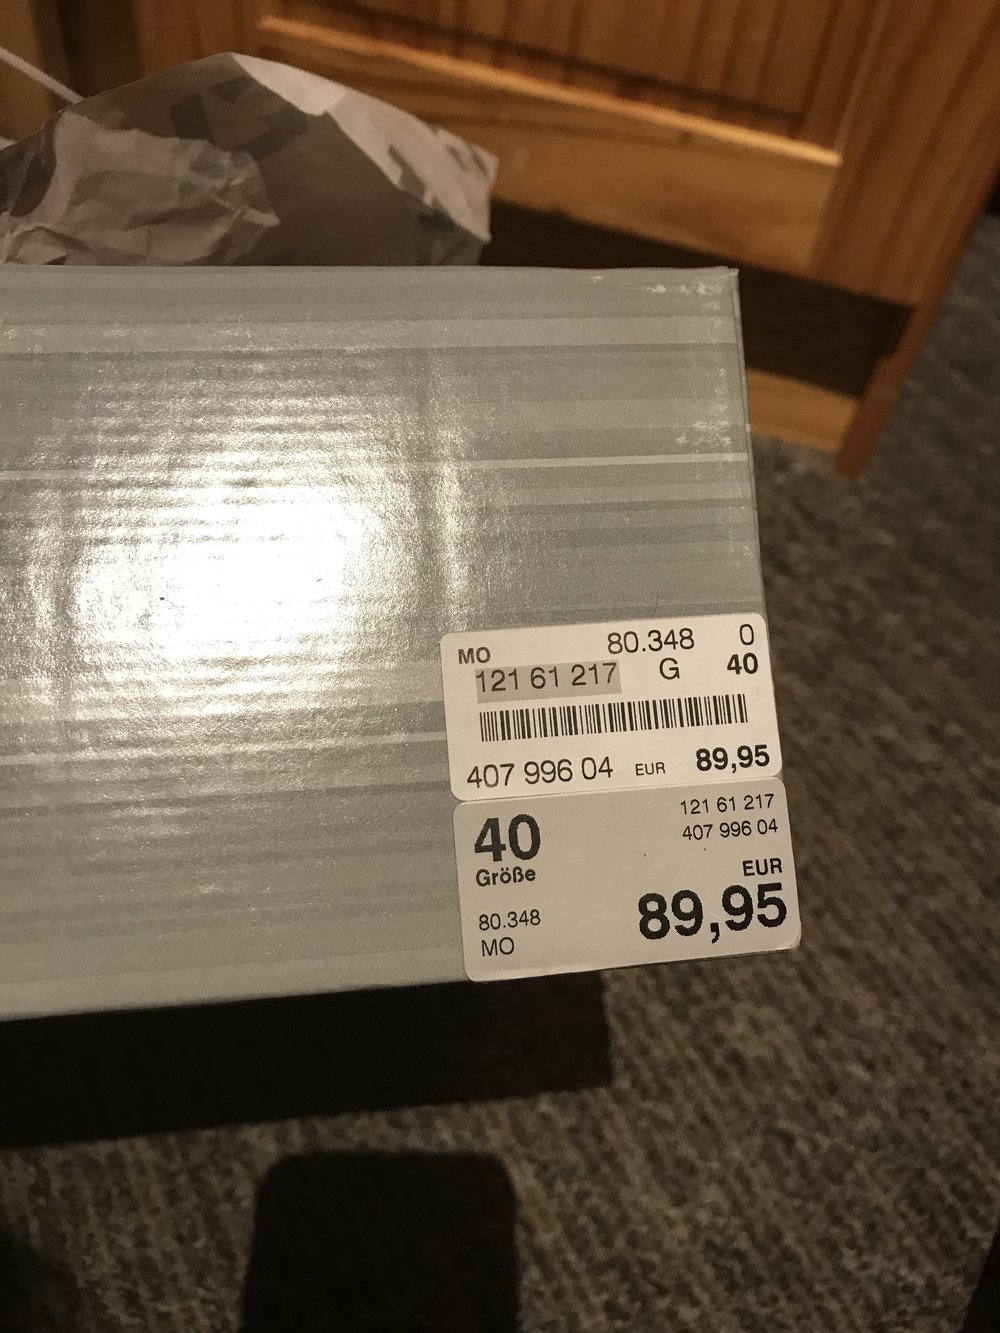 MO 80.348 0
121 61 217 G 40
407 996 04 EUR 89,95
40
Größe
80.348
MO
121 61 217
407 996 04
EUR
89,95